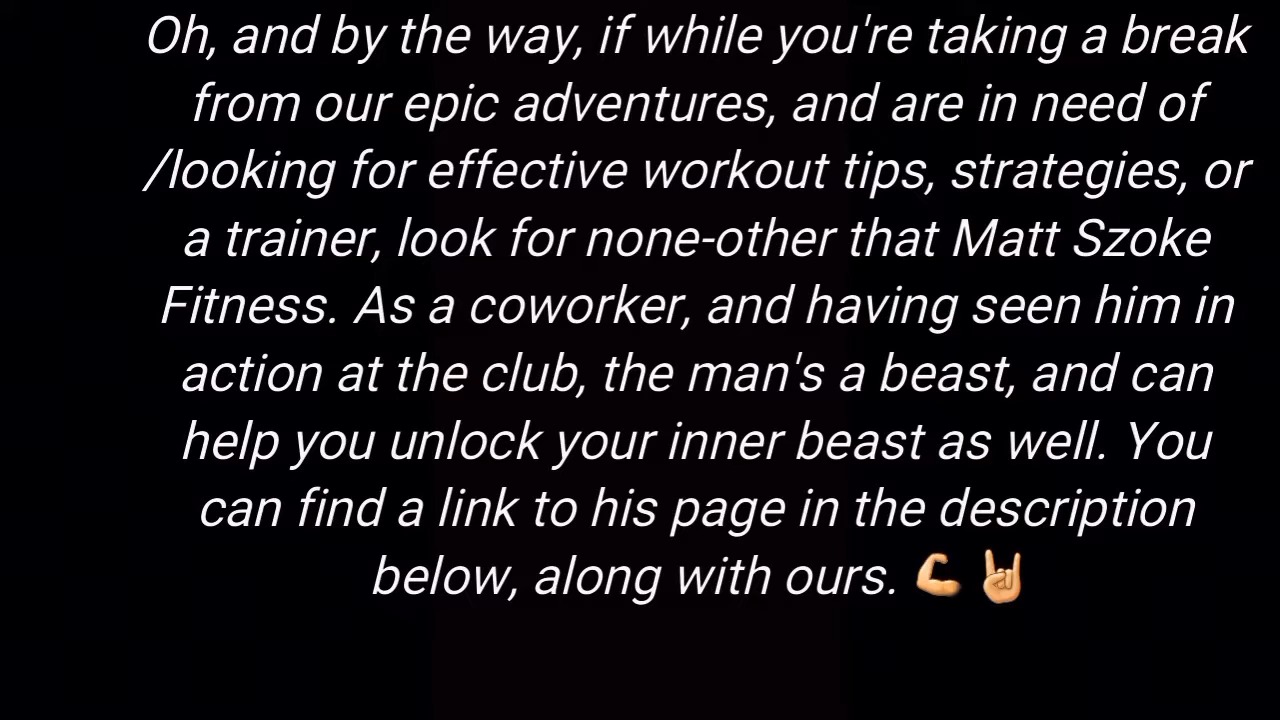 Oh, and by the way, if while you're taking a break
from our epic adventures, and are in need of
/looking for effective workout tips, strategies, or
a trainer, look for none-other that Matt Szoke
Fitness. As a coworker, and having seen him in
action at the club, the man's a beast, and can
help you unlock your inner beast as well. You
can find a link to his page in the description
below, along with ours. 💪🤘